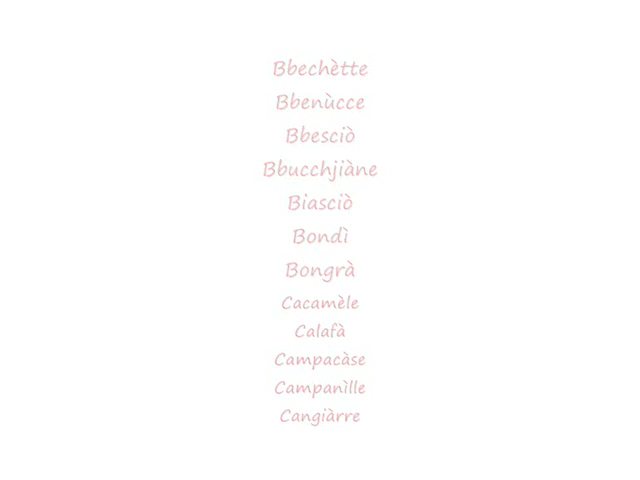 Bbechètte
Bbenùcce
Bbesciò
Bbucchjiàne
Biasciò
Bondì
Bongrà
Cacamèle
Calafà
Campacàse
Campanìlle
Cangiàrre